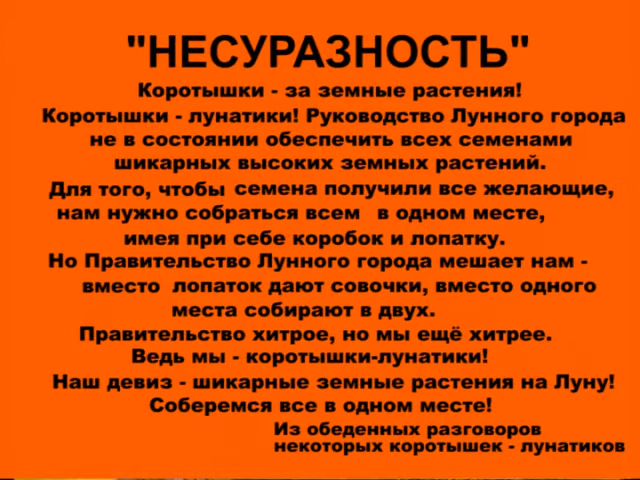 "НЕСУРАЗНОСТЬ"
Коротышки - за земные растения!
Коротышки - лунатики! Руководство Лунного города
не в состоянии обеспечить всех семенами
шикарных высоких земных растений.
Для того, чтобы семена получили все желающие,
нам нужно собраться всем в одном месте,
имея при себе коробок и лопатку.
Но Правительство Лунного города мешает нам -
вместо лопаток дают совочки, вместо одного
места собирают в двух.
Правительство хитрое, но мы ещё хитрее.
Ведь мы - коротышки-лунатики!
Наш девиз - шикарные земные растения на Луну!
Соберемся все в одном месте!
Из обеденных разговоров
некоторых коротышек - лунатиков